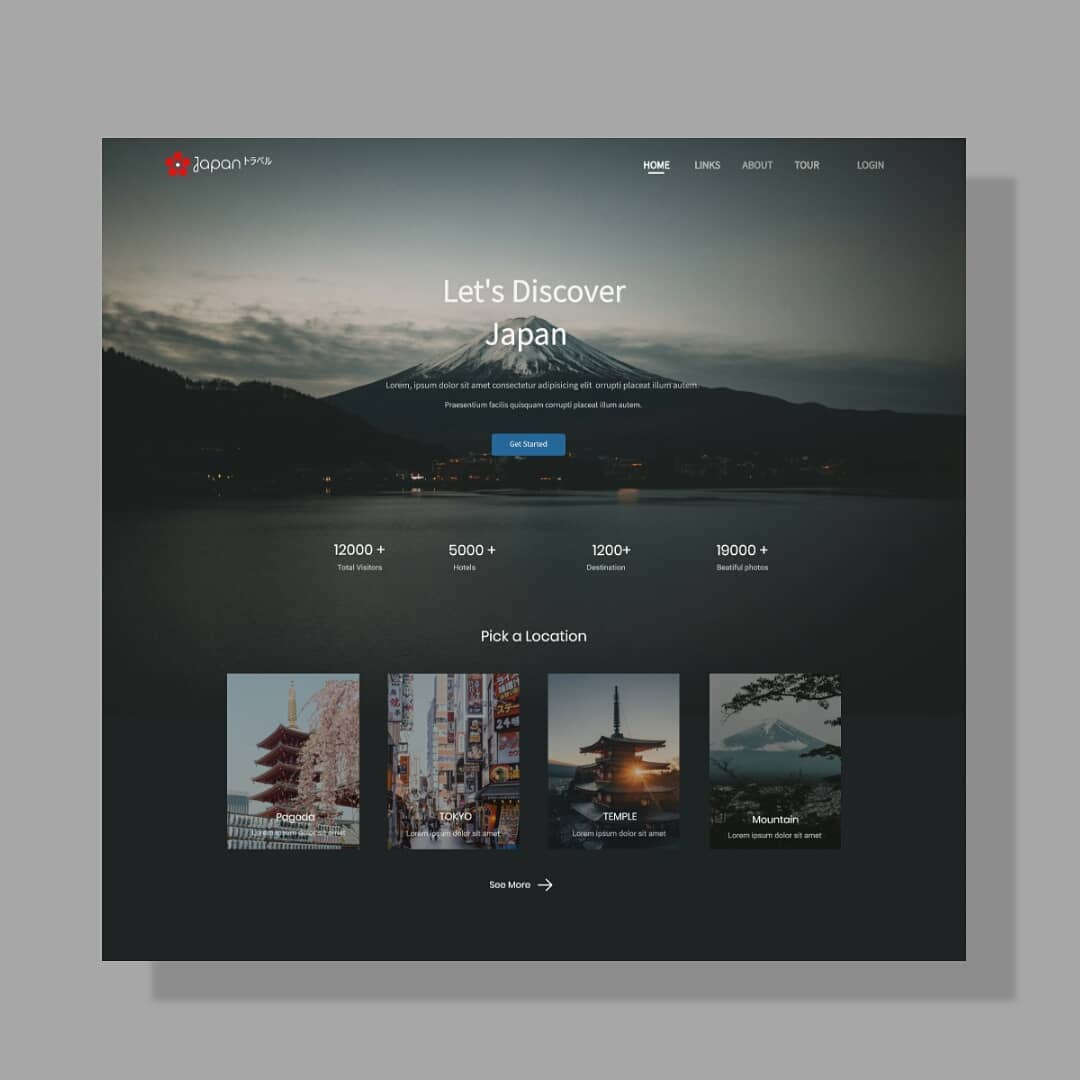 Japan トラベル
HOME LINKS ABOUT TOUR LOGIN
Let's Discover
Japan
Lorem, ipsum dolor sit amet consectetur adipisicing elit orrupti placeat illum autem.
Praesentium facilis quisquam corrupti placeat illum autem.
Get Started
12000 + 5000 + 1200+ 19000 +
Total Visitors Hotels Destination Beatiful photos
Pick a Location
Pagoda TOKYO TEMPLE Mountain
Lorem ipsum dolor sit amet Lorem ipsum dolor sit amet Lorem ipsum dolor sit amet Lorem ipsum dolor sit amet
See More